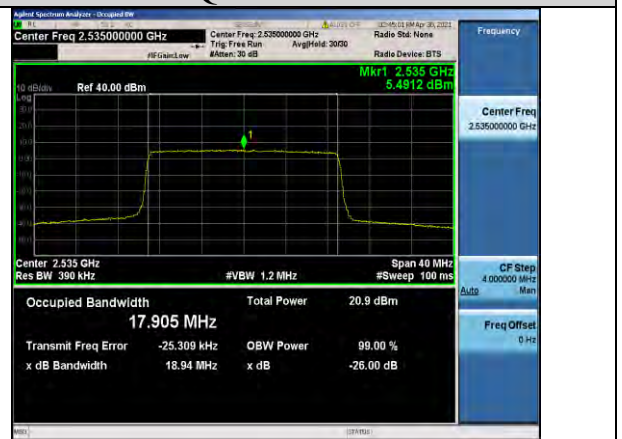 Agilent Spectrum Analyzer - Occupied BW
Center Freq 2.535000000 GHz
Center Freq: 2.535000000 GHz
Radio Std: None
Trig: Free Run Avg|Hold: 30/30
#IFGain:Low #Atten: 30 dB Radio Device: BTS
Mkr1 2.535 GHz
5.4912 dBm
10 dB/div Ref 40.00 dBm
Log
1
Center 2.535 GHz Span 40 MHz
Res BW 390 kHz #VBW 1.2 MHz #Sweep 100 ms
Occupied Bandwidth Total Power 20.9 dBm
17.905 MHz
Transmit Freq Error -25.309 kHz OBW Power 99.00 %
x dB Bandwidth 18.94 MHz x dB -26.00 dB
MSG STATUS
Frequency
Center Freq
2.535000000 GHz
CF Step
4.000000 MHz
Auto Man
Freq Offset
0 Hz